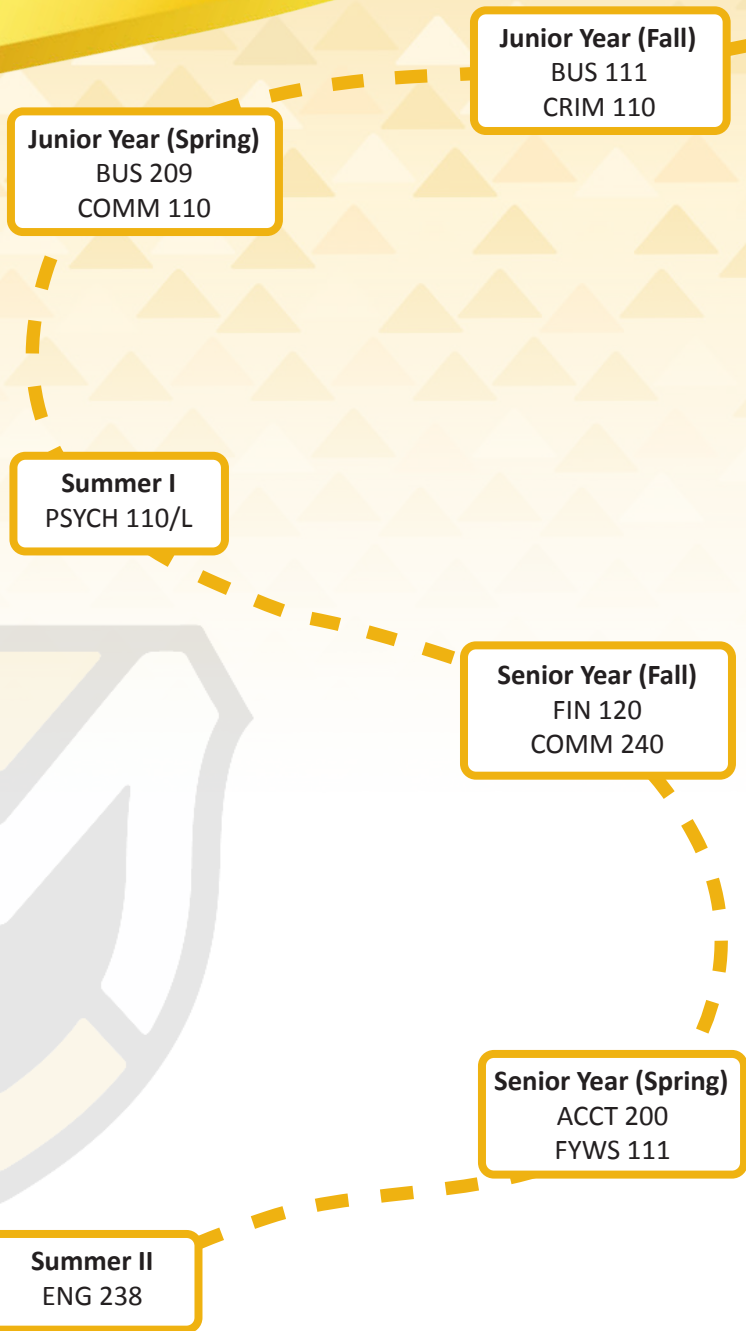 Junior Year (Fall)
BUS 111
CRIM 110
Junior Year (Spring)
BUS 209
COMM 110
Summer I
PSYCH 110/L
Senior Year (Fall)
FIN 120
COMM 240
Senior Year (Spring)
ACCT 200
FYWS 111
Summer II
ENG 238